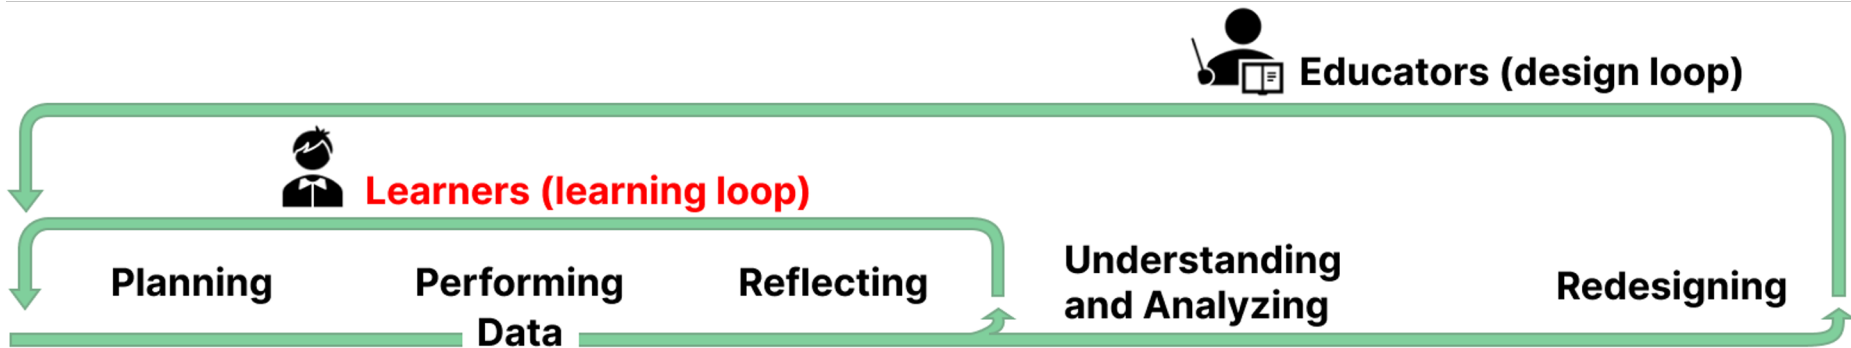 Educators (design loop)
Learners (learning loop)
Planning
Performing
Reflecting
Understanding
and Analyzing
Redesigning
Data